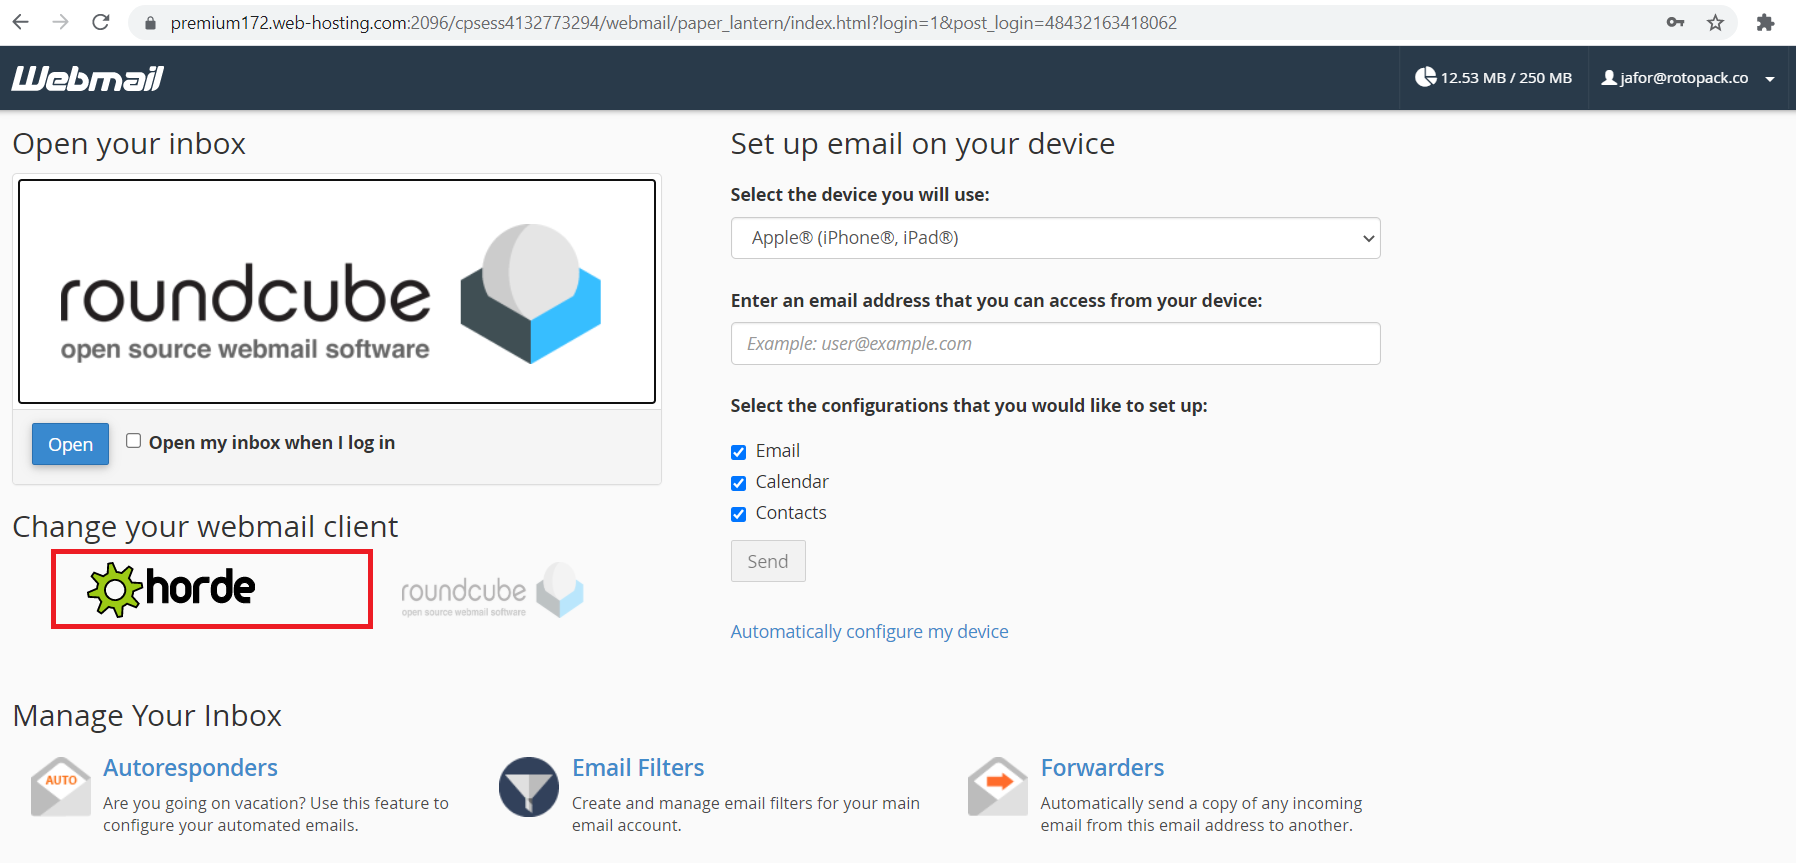 premium172.web-hosting.com:2096/cpsess4132773294/webmail/paper_lantern/index.html?login=1&post_login=48432163418062
Webmail
12.53 MB / 250 MB
jafor@rotopack.co
Open your inbox
roundcube
open source webmail software
Open
Open my inbox when I log in
Change your webmail client
horde
roundcube
open source webmail software
Set up email on your device
Select the device you will use:
Apple® (iPhone®, iPad®)
Enter an email address that you can access from your device:
Example: user@example.com
Select the configurations that you would like to set up:
Email
Calendar
Contacts
Send
Automatically configure my device
Manage Your Inbox
AUTO
Autoresponders
Are you going on vacation? Use this feature to
configure your automated emails.
Email Filters
Create and manage email filters for your main
email account.
Forwarders
Automatically send a copy of any incoming
email from this email address to another.